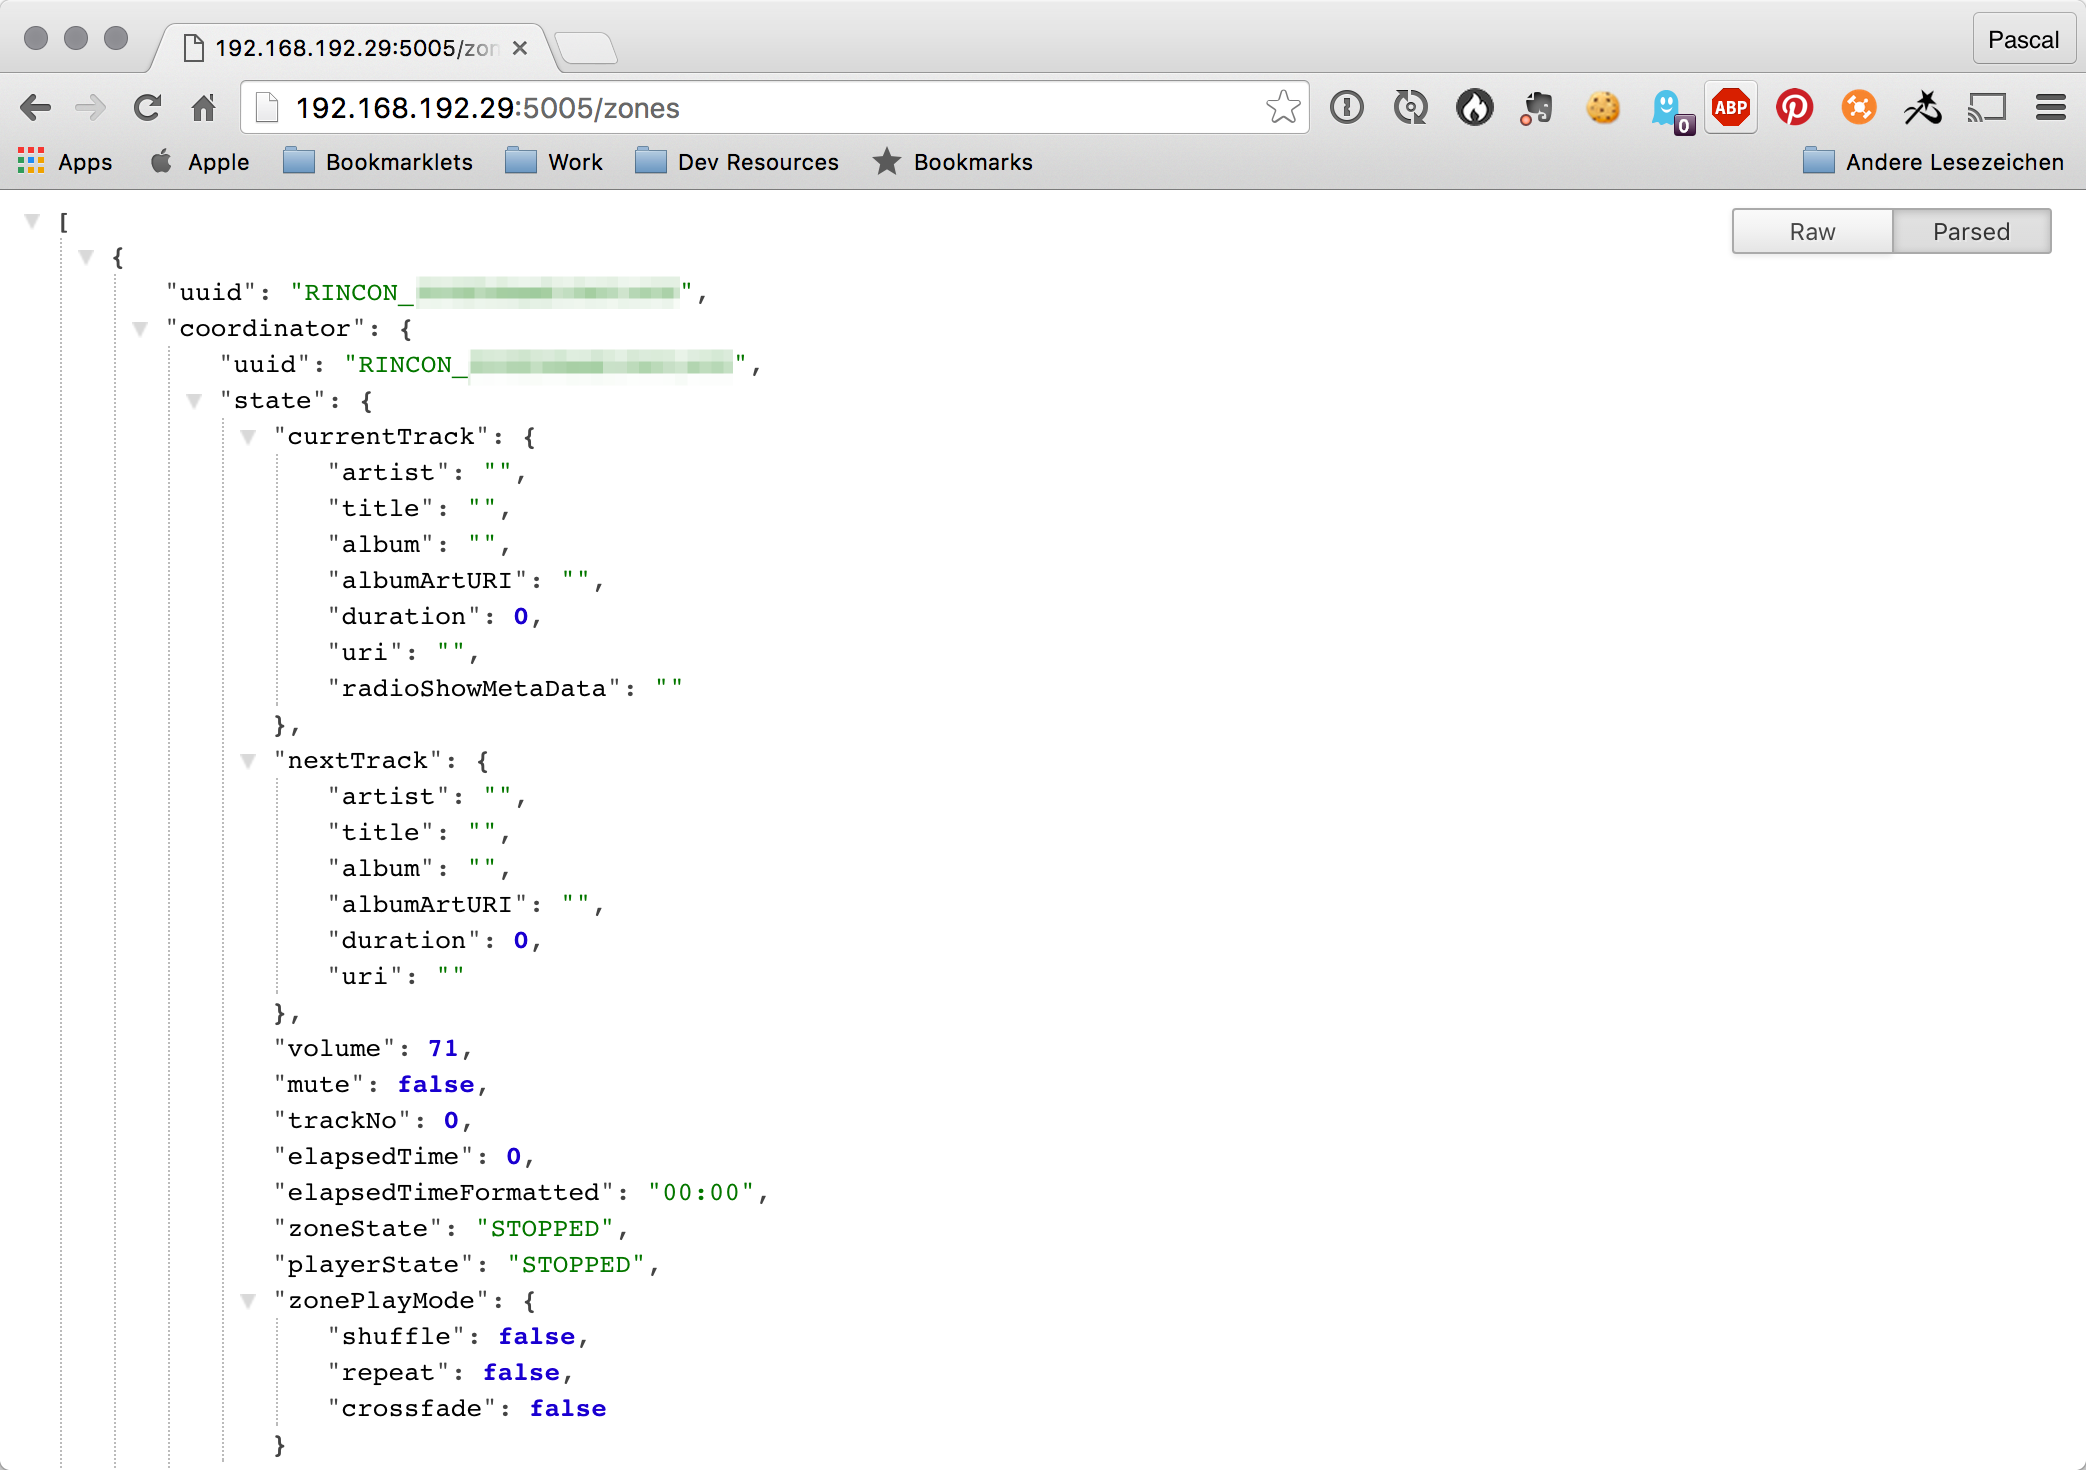 192.168.192.29:5005/zon
Pascal
192.168.192.29:5005/zones
ABP
0
Apps Apple Bookmarklets Work Dev Resources Bookmarks Andere Lesezeichen
[
Raw Parsed
{
"uuid": "RINCON_ ",
"coordinator": {
"uuid": "RINCON_ ",
"state": {
"currentTrack": {
"artist": "",
"title": "",
"album": "",
"albumArtURI": "",
"duration": 0,
"uri": "",
"radioShowMetaData": ""
},
"nextTrack": {
"artist": "",
"title": "",
"album": "",
"albumArtURI": "",
"duration": 0,
"uri": ""
},
"volume": 71,
"mute": false,
"trackNo": 0,
"elapsedTime": 0,
"elapsedTimeFormatted": "00:00",
"zoneState": "STOPPED",
"playerState": "STOPPED",
"zonePlayMode": {
"shuffle": false,
"repeat": false,
"crossfade": false
}